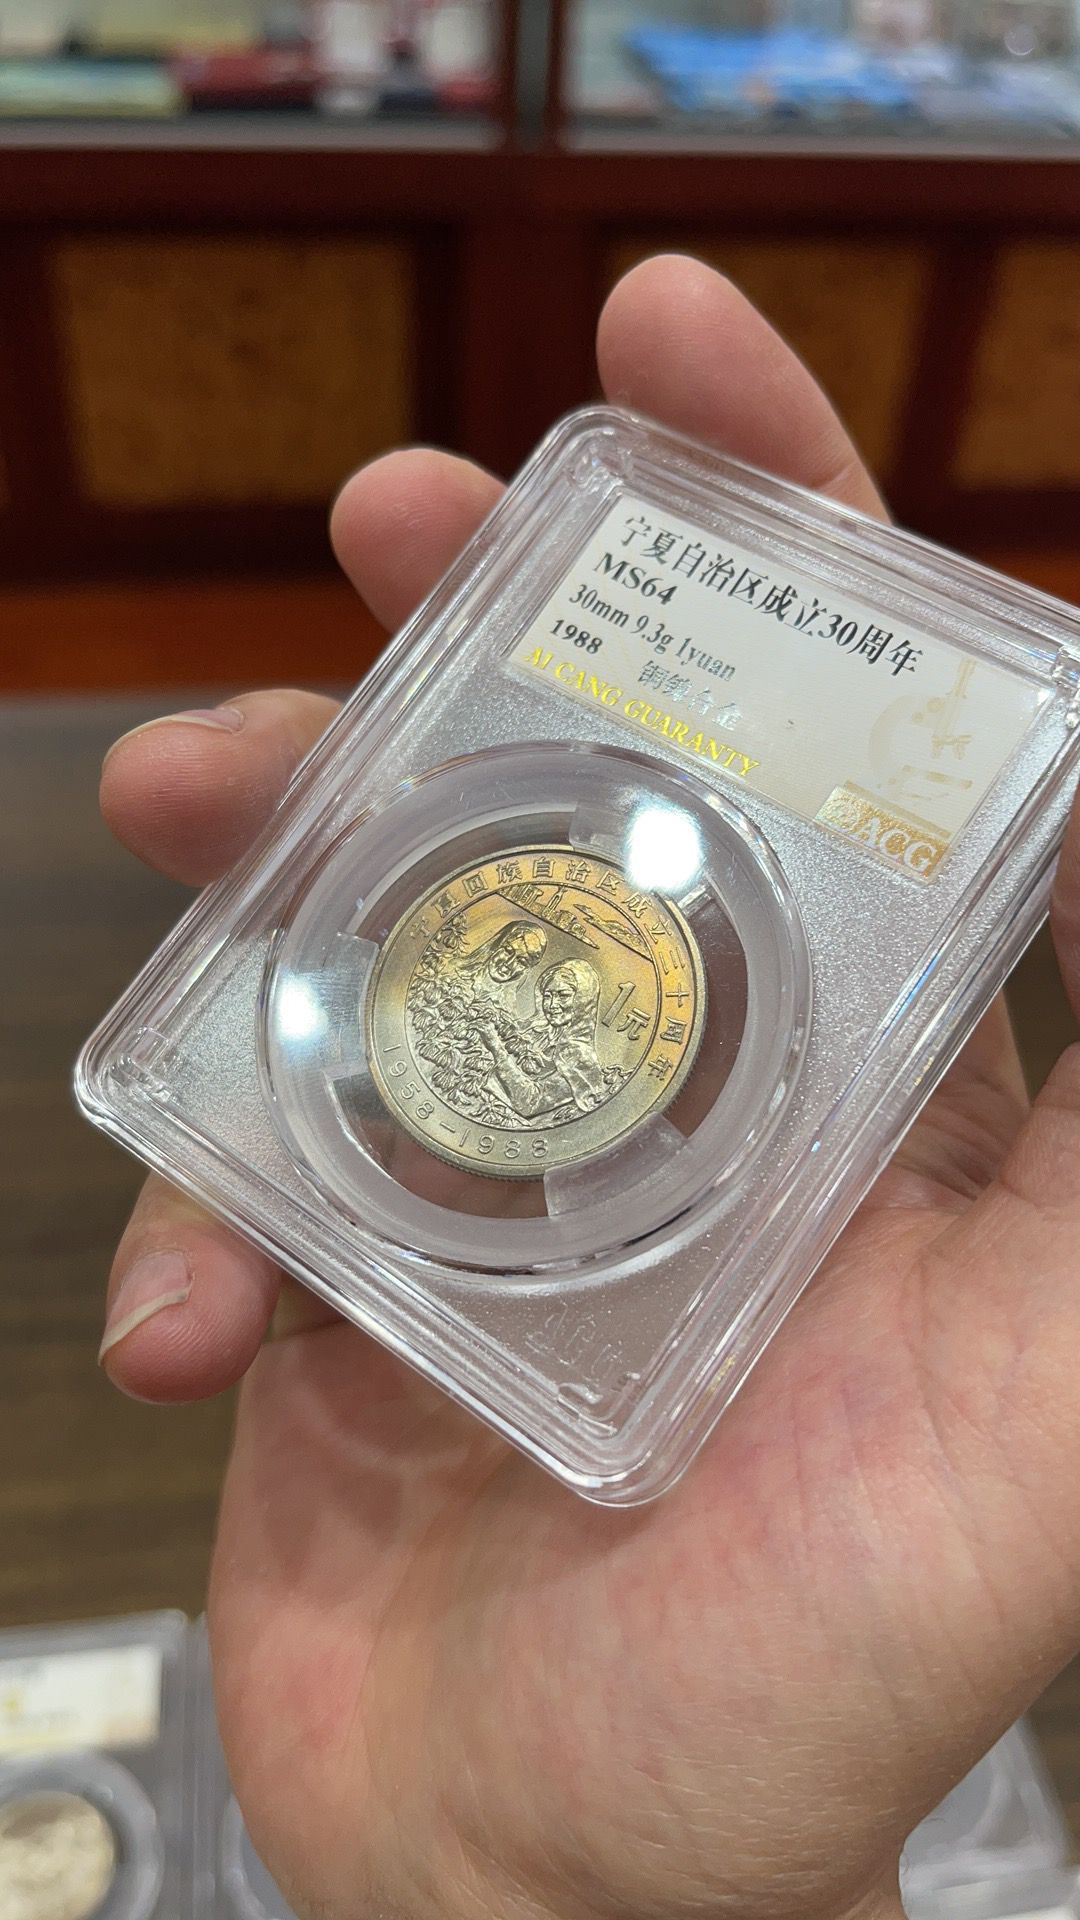 宁夏自治区成立30周年
MS64
30mm 9.3g 1yuan
1988 铜镍合金
AI CANG GUARANTY
ACG
宁夏回族自治区成立三十周年
1元
1958-1988